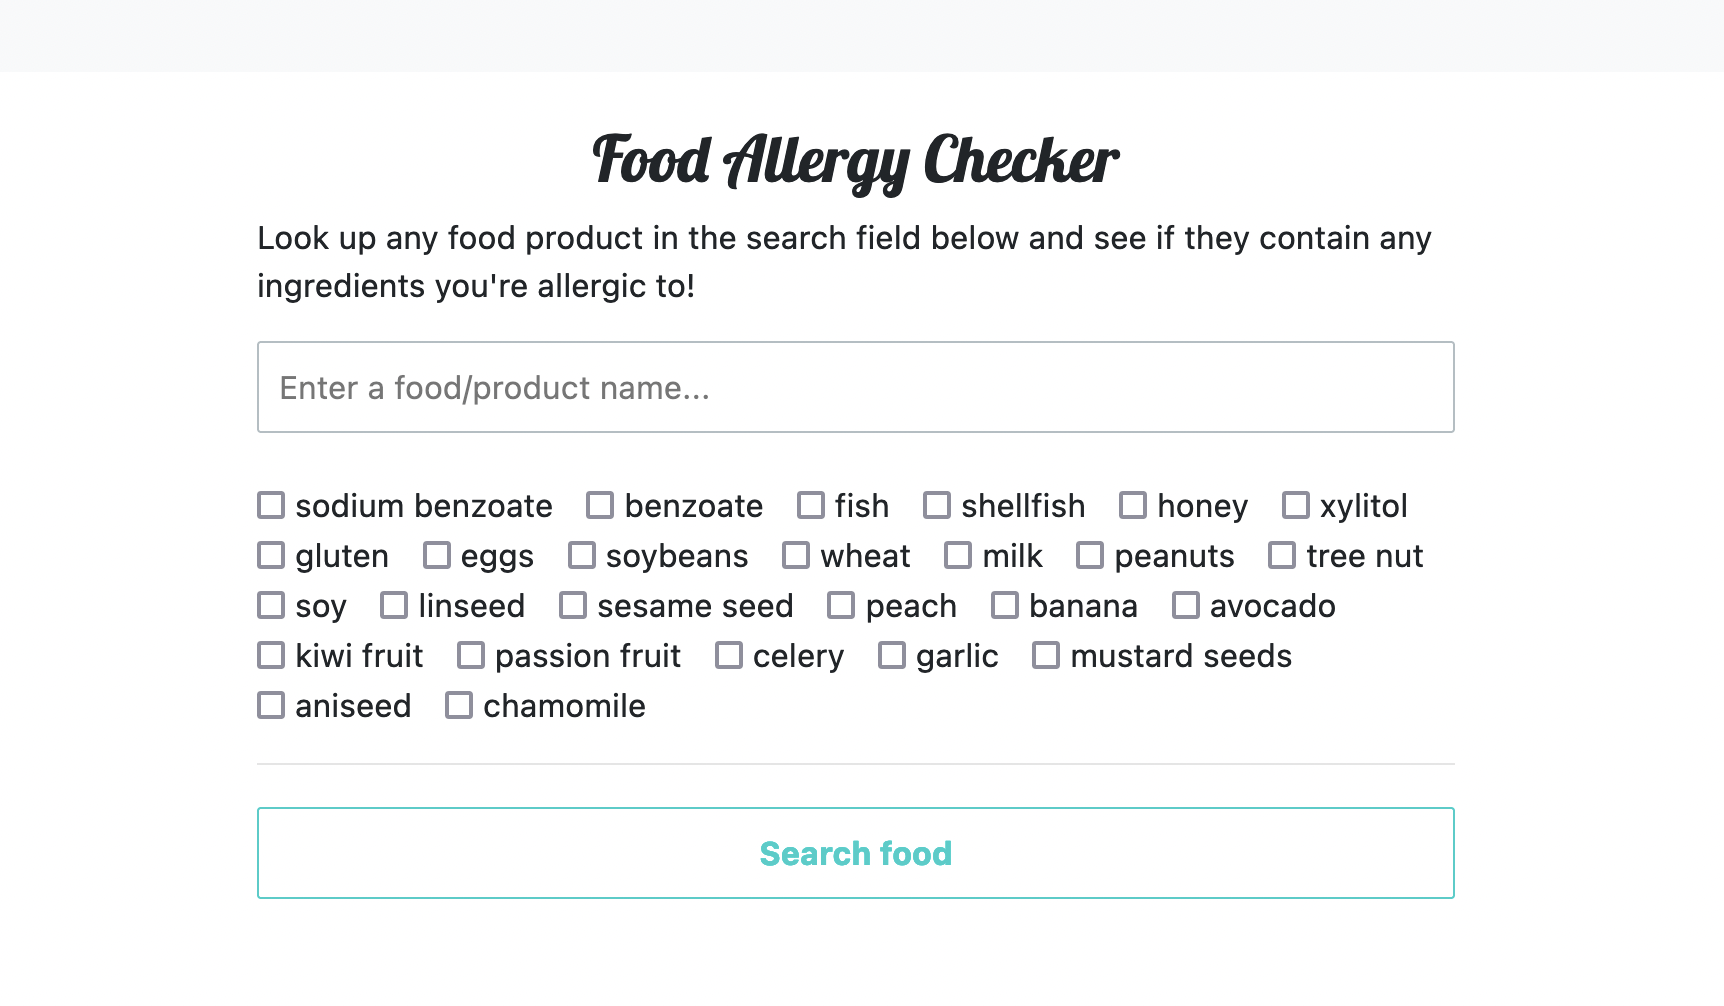 Food Allergy Checker
Look up any food product in the search field below and see if they contain any
ingredients you're allergic to!
Enter a food/product name...
sodium benzoate benzoate fish shellfish honey xylitol
gluten eggs soybeans wheat milk peanuts tree nut
soy linseed sesame seed peach banana avocado
kiwi fruit passion fruit celery garlic mustard seeds
aniseed chamomile
Search food